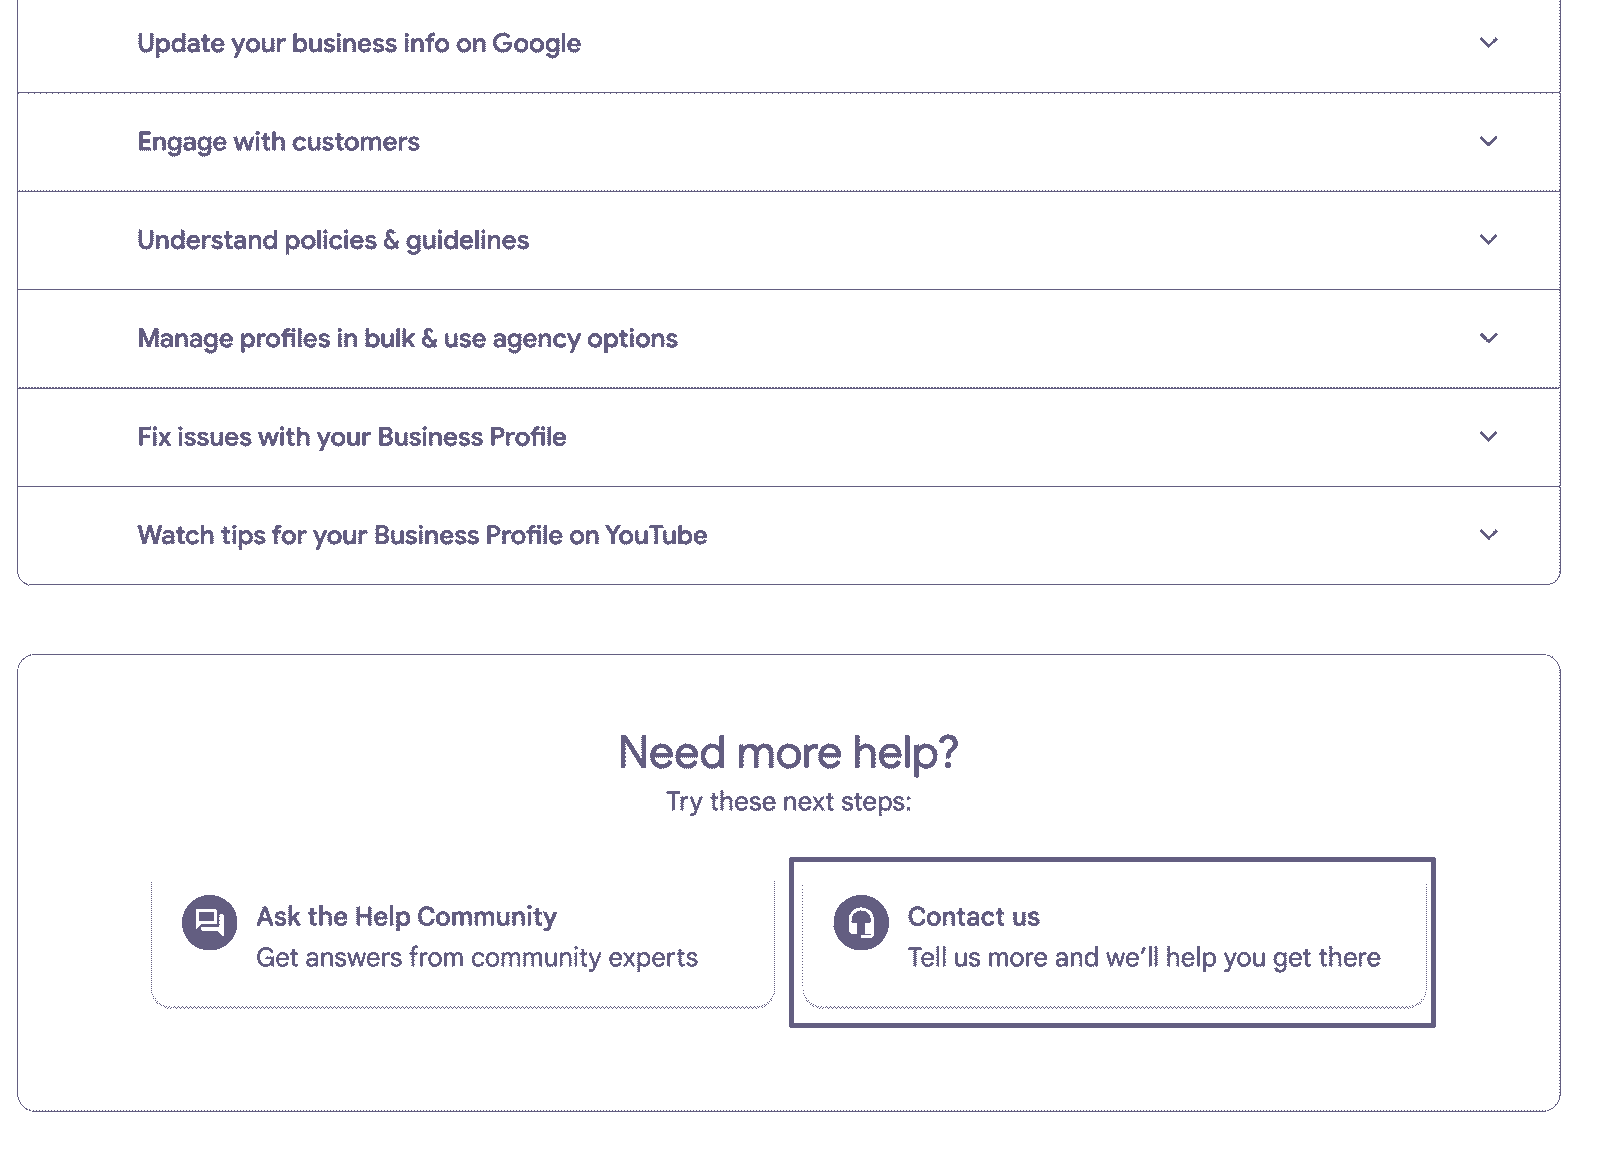 Update your business info on Google
Engage with customers
Understand policies & guidelines
Manage profiles in bulk & use agency options
Fix issues with your Business Profile
Watch tips for your Business Profile on YouTube
Need more help?
Try these next steps:
Ask the Help Community
Get answers from community experts
Contact us
Tell us more and we’ll help you get there